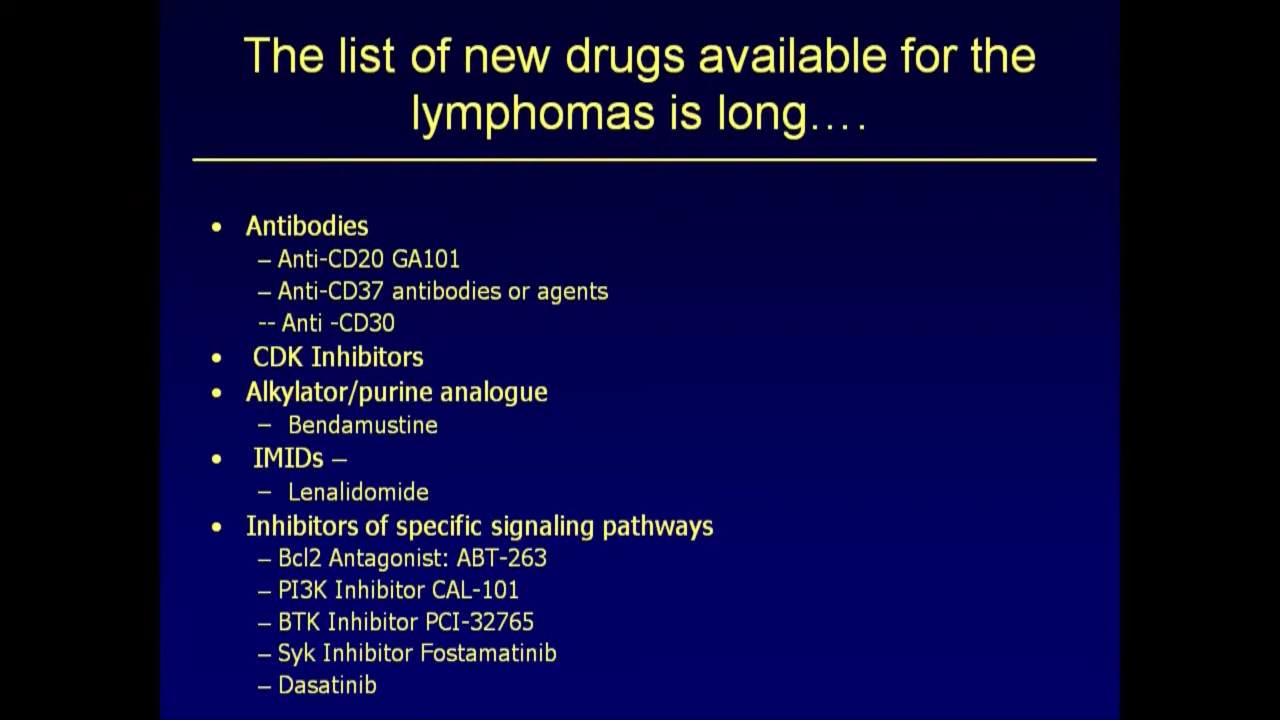 The list of new drugs available for the
lymphomas is long….
• Antibodies
– Anti-CD20 GA101
– Anti-CD37 antibodies or agents
-- Anti -CD30
• CDK Inhibitors
• Alkylator/purine analogue
– Bendamustine
• IMIDs –
– Lenalidomide
• Inhibitors of specific signaling pathways
– Bcl2 Antagonist: ABT-263
– PI3K Inhibitor CAL-101
– BTK Inhibitor PCI-32765
– Syk Inhibitor Fostamatinib
– Dasatinib